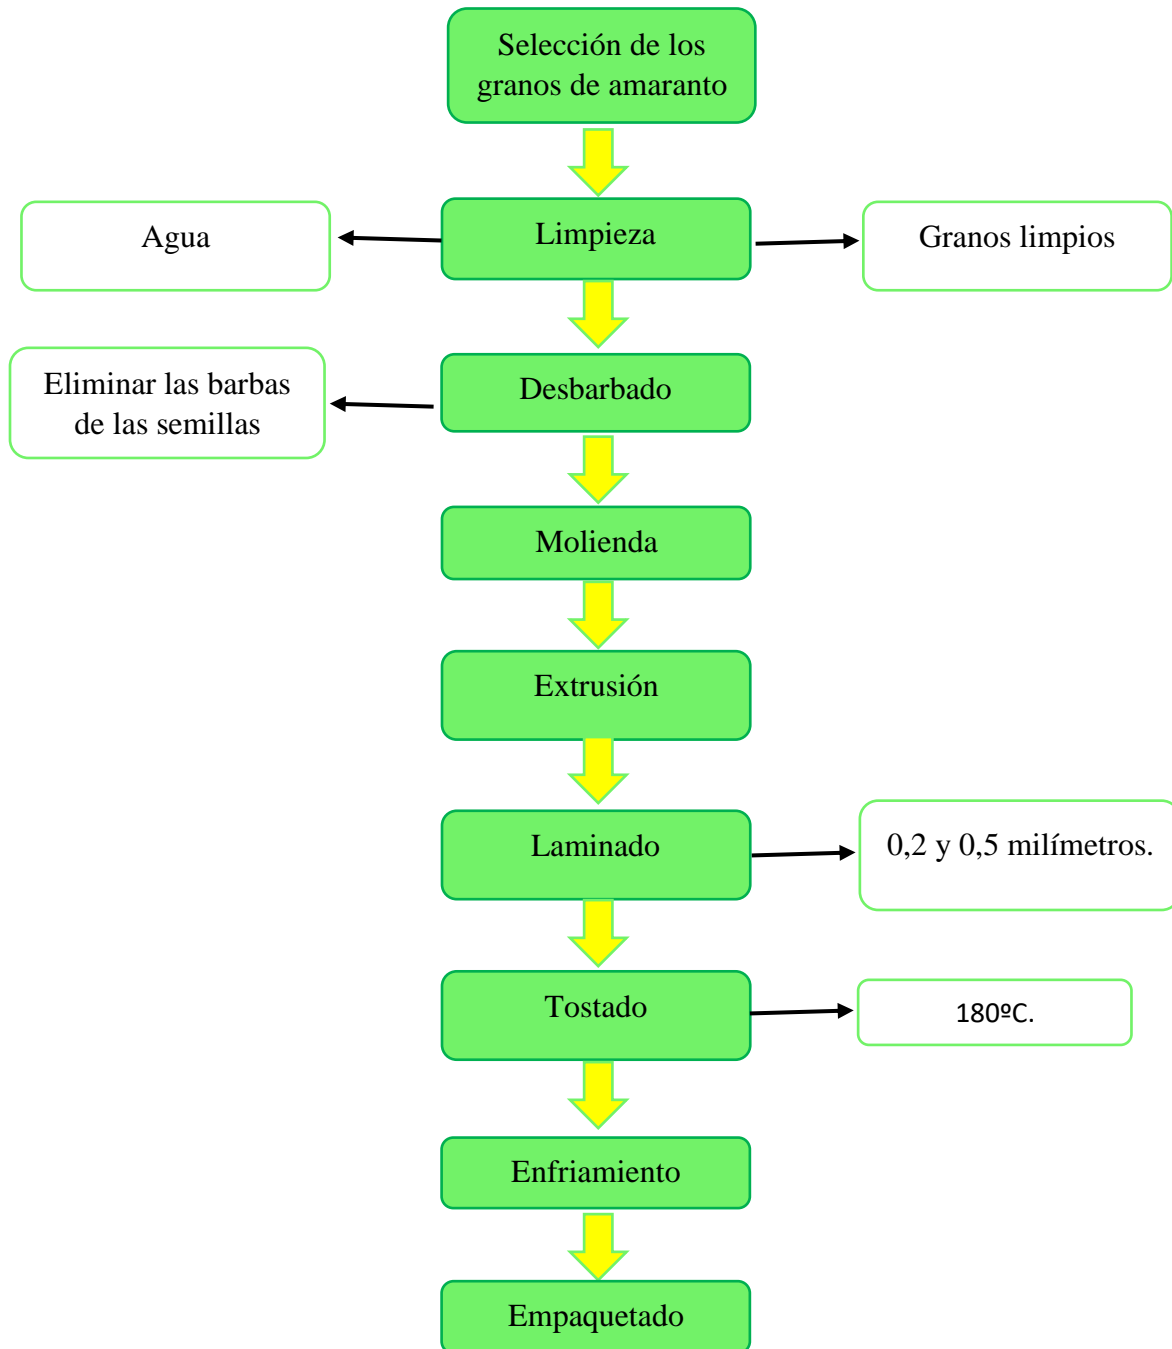 Selección de los
granos de amaranto
Agua
Limpieza
Granos limpios
Eliminar las barbas
de las semillas
Desbarbado
Molienda
Extrusión
Laminado
0,2 y 0,5 milímetros.
Tostado
180ºC.
Enfriamiento
Empaquetado